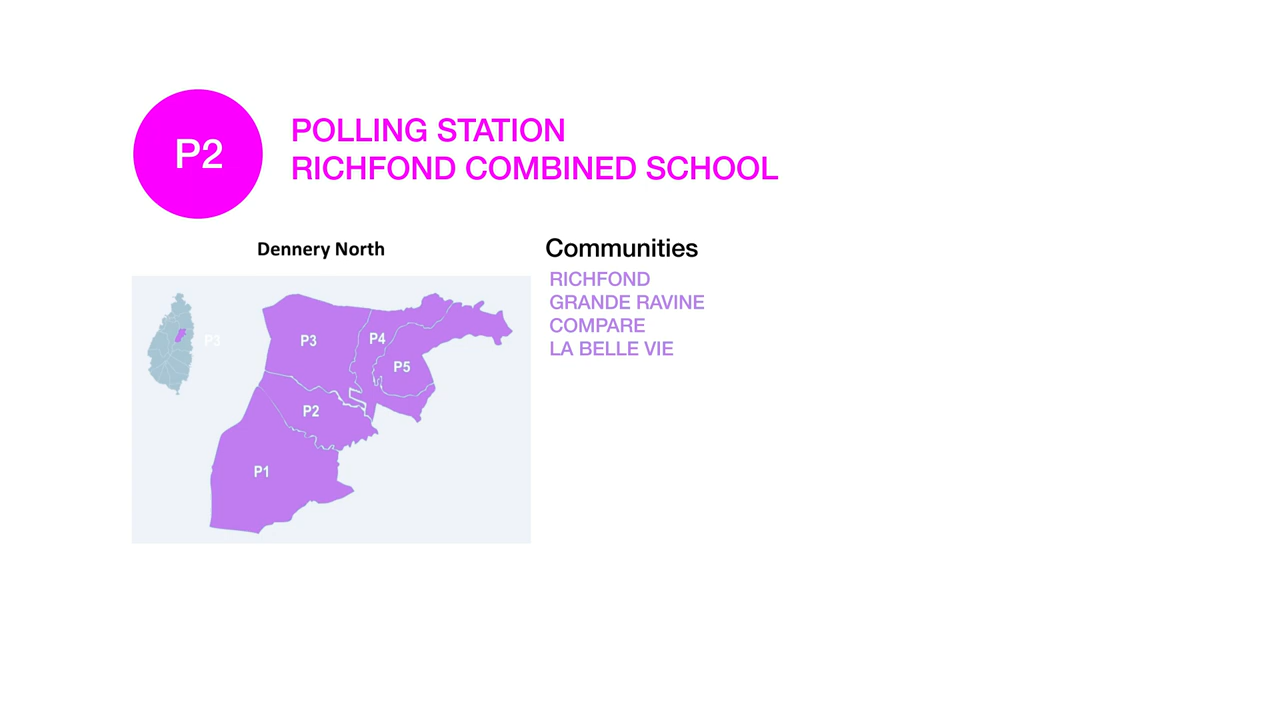 P2
POLLING STATION
RICHFOND COMBINED SCHOOL
Dennery North
Communities
RICHFOND
GRANDE RAVINE
COMPARE
LA BELLE VIE
P3
P3
P4
P5
P2
P1